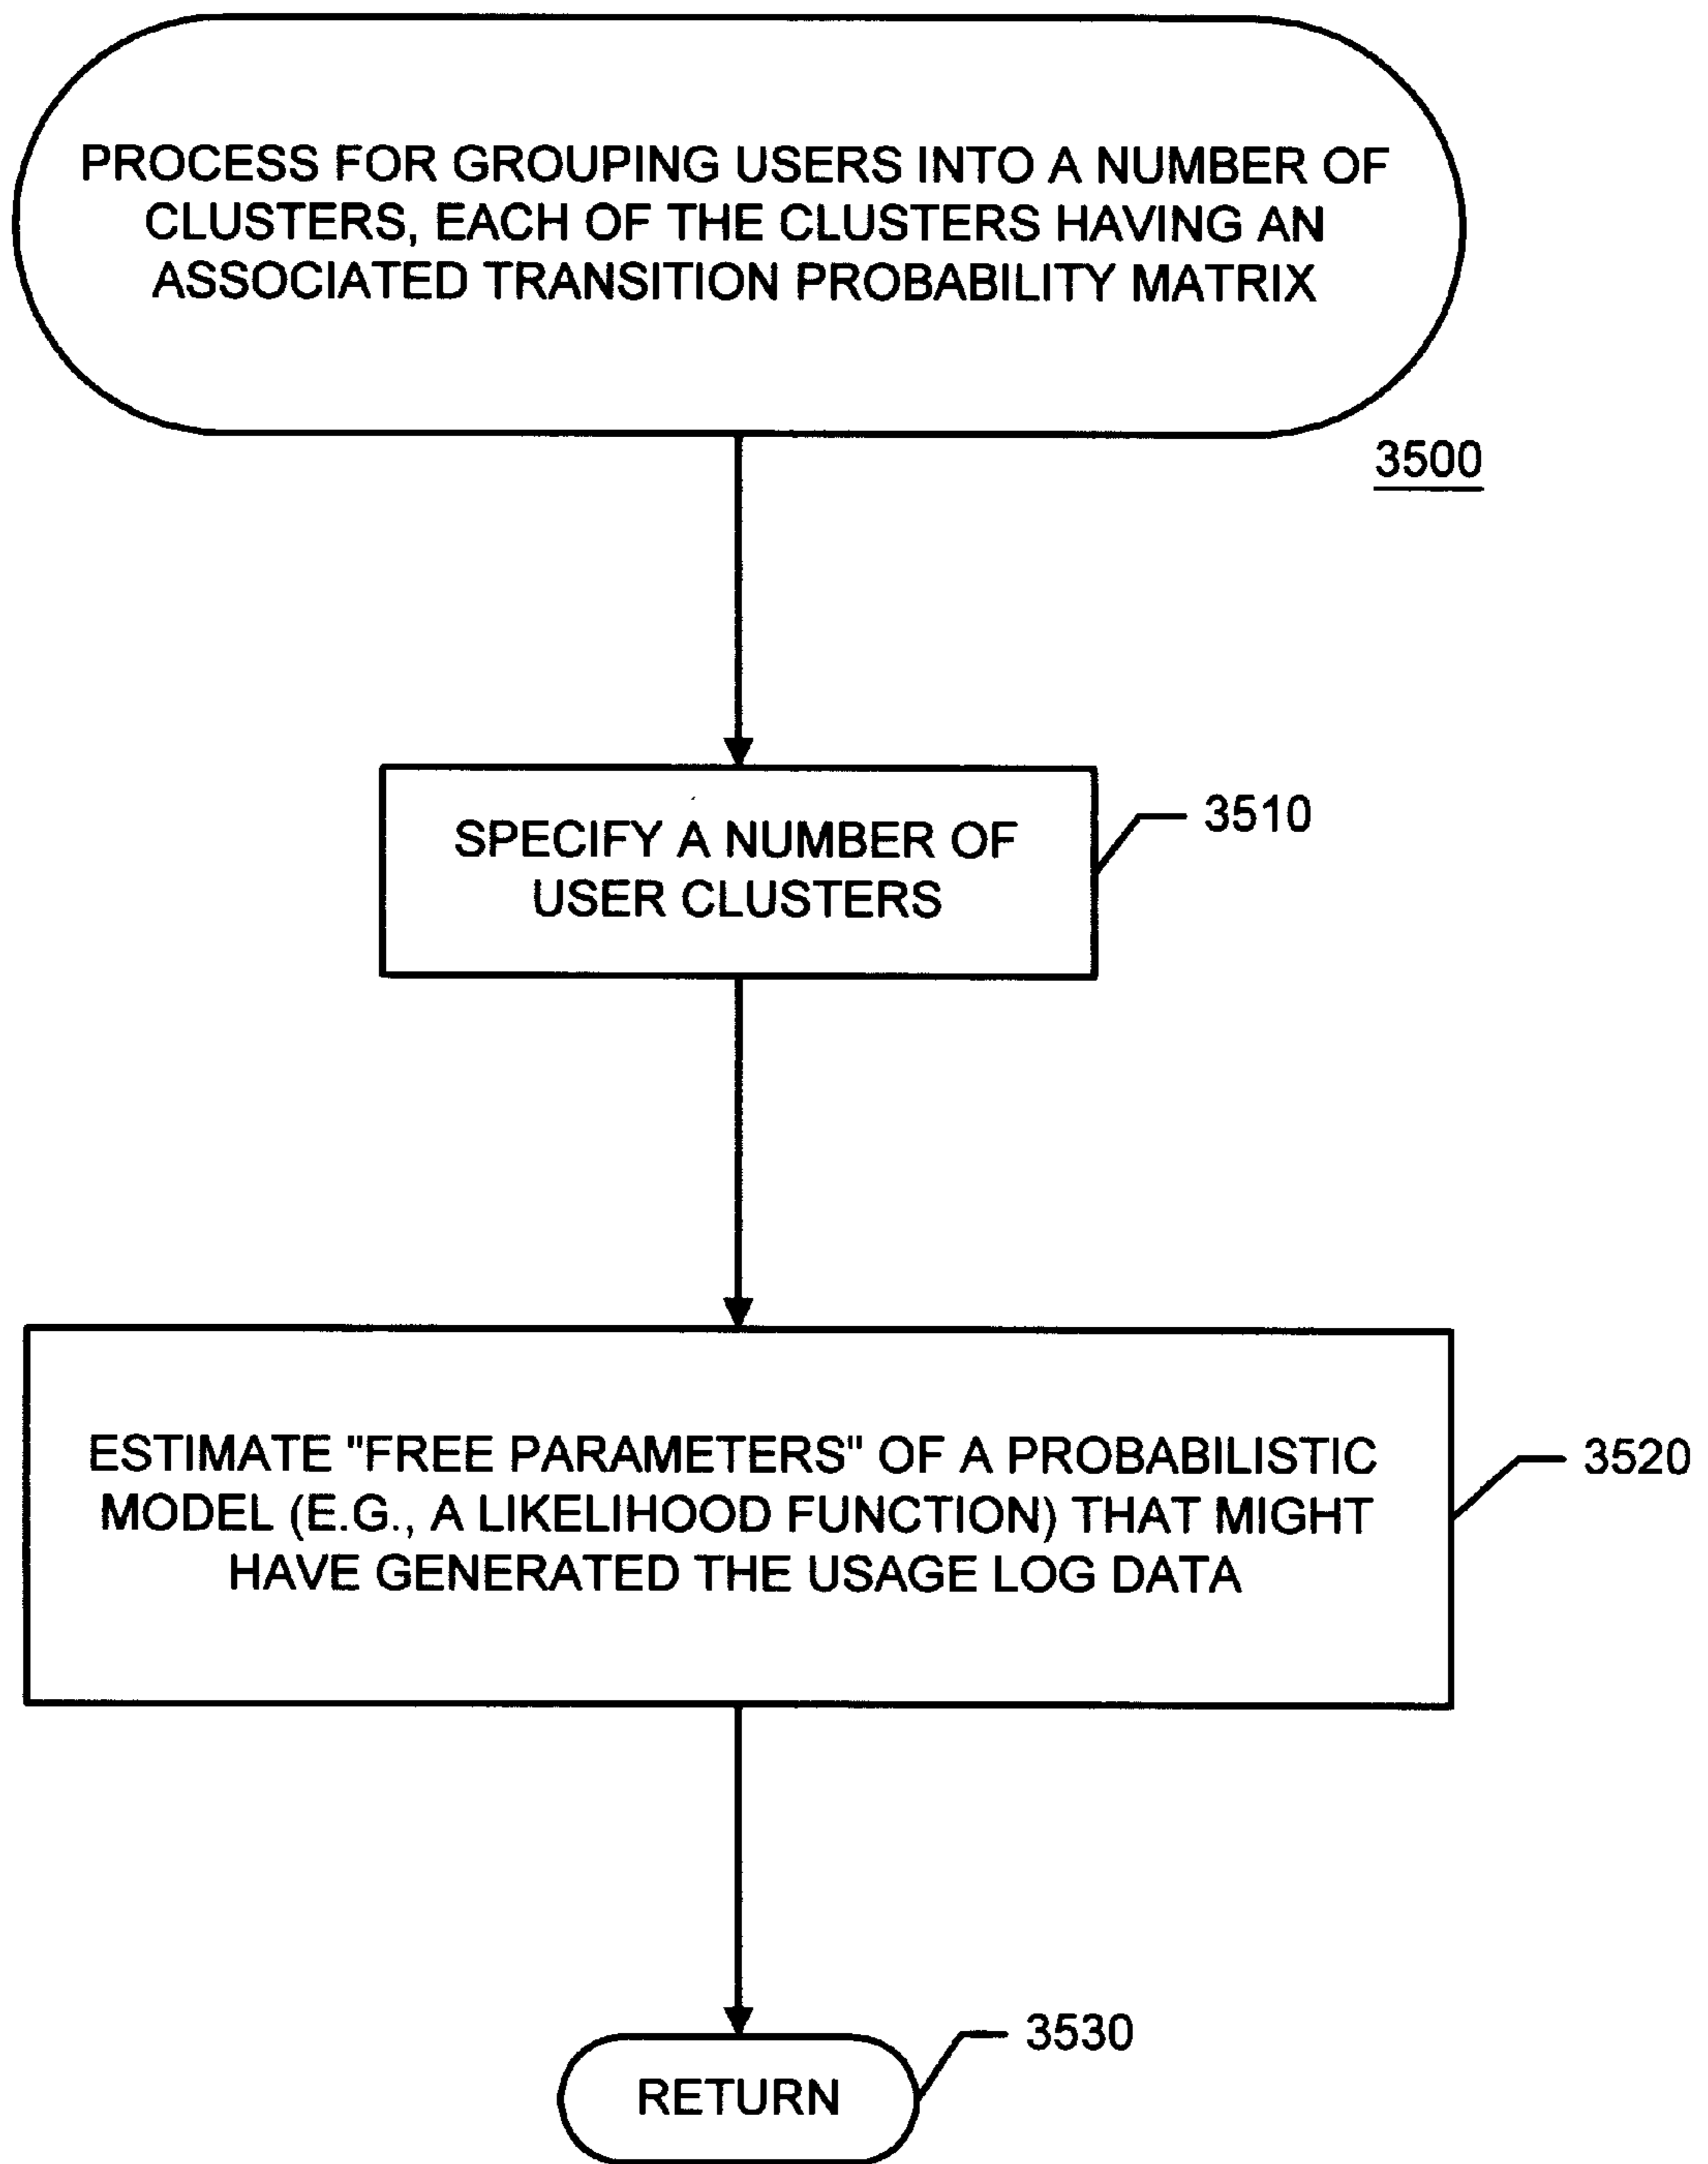 PROCESS FOR GROUPING USERS INTO A NUMBER OF
CLUSTERS, EACH OF THE CLUSTERS HAVING AN
ASSOCIATED TRANSITION PROBABILITY MATRIX
3500
SPECIFY A NUMBER OF
USER CLUSTERS
3510
ESTIMATE "FREE PARAMETERS" OF A PROBABILISTIC
MODEL (E.G., A LIKELIHOOD FUNCTION) THAT MIGHT
HAVE GENERATED THE USAGE LOG DATA
3520
RETURN
3530